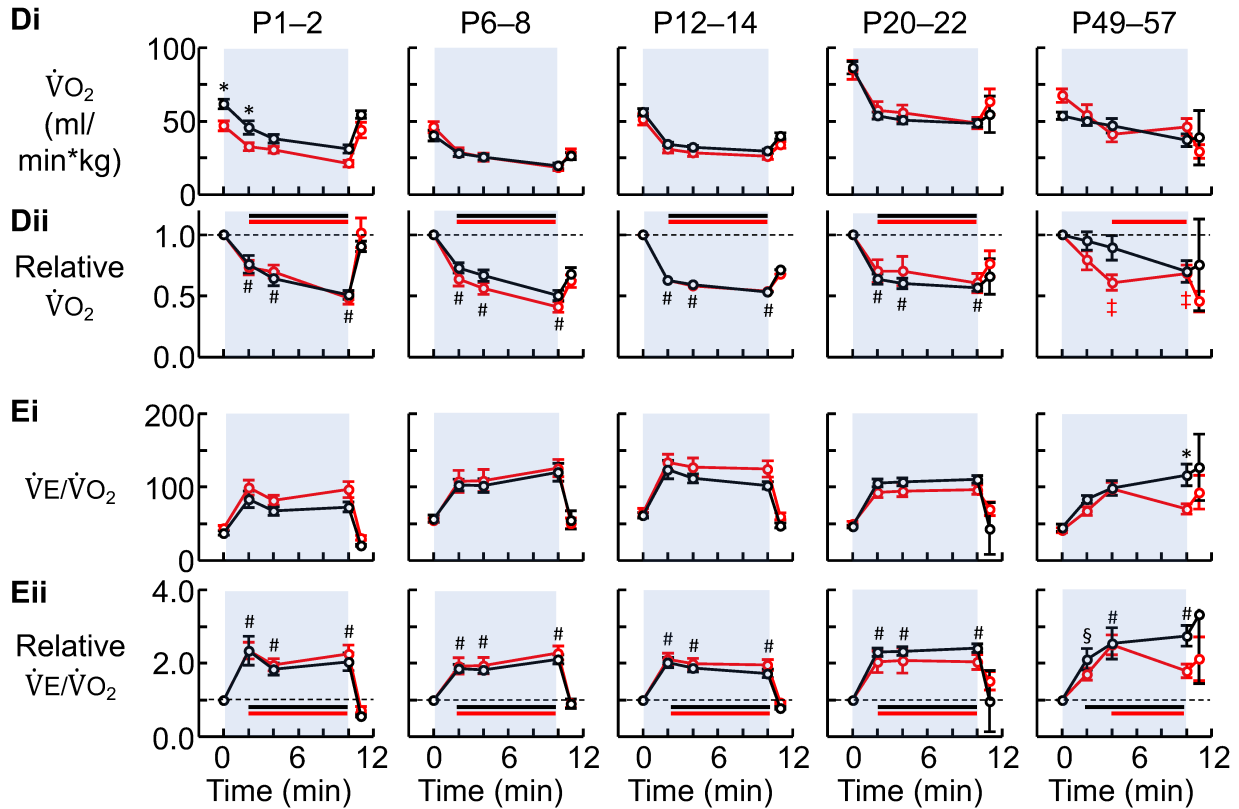 Di P1–2 P6–8 P12–14 P20–22 P49–57
V̇O₂
(ml/
min*kg)
100
50
0
* *
Dii
Relative
V̇O₂
1.0
0.5
0.0
# # # # # # # # # # # # ‡ ‡
Ei
V̇E/V̇O₂
200
100
0
*
Eii
Relative
V̇E/V̇O₂
4.0
2.0
0.0
# # # # # # # # # # # # § # #
0 6 12 0 6 12 0 6 12 0 6 12 0 6 12
Time (min) Time (min) Time (min) Time (min) Time (min)